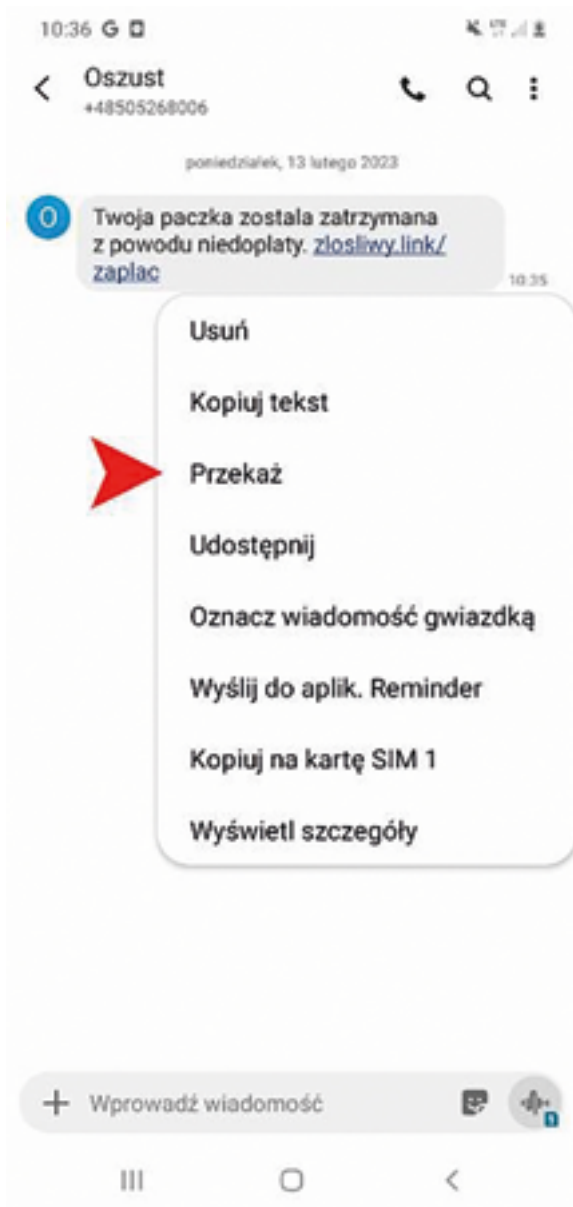 10:36 G
Oszust
+48505268006
poniedziałek, 13 lutego 2023
O
Twoja paczka zostala zatrzymana
z powodu niedoplaty. zlosliwy.link/
zaplac
10:35
Usuń
Kopiuj tekst
Przekaż
Udostępnij
Oznacz wiadomość gwiazdką
Wyślij do aplik. Reminder
Kopiuj na kartę SIM 1
Wyświetl szczegóły
Wprowadź wiadomość
1